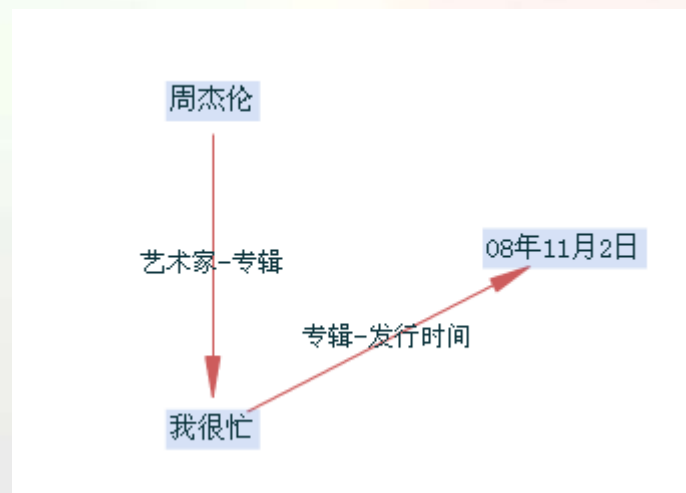 周杰伦
艺术家-专辑
08年11月2日
专辑-发行时间
我很忙